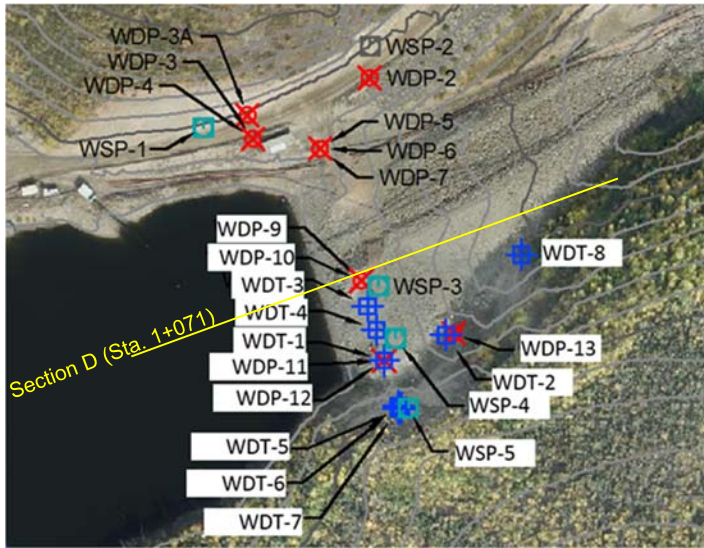 WDP-3A
WDP-3
WDP-4
WSP-1
WSP-2
WDP-2
WDP-5
WDP-6
WDP-7
WDP-9
WDP-10
WDT-3
WDT-4
WDT-1
WDP-11
WDP-12
WDT-5
WDT-6
WDT-7
WSP-3
WDT-8
WDP-13
WDT-2
WSP-4
WSP-5
Section D (Sta. 1+071)